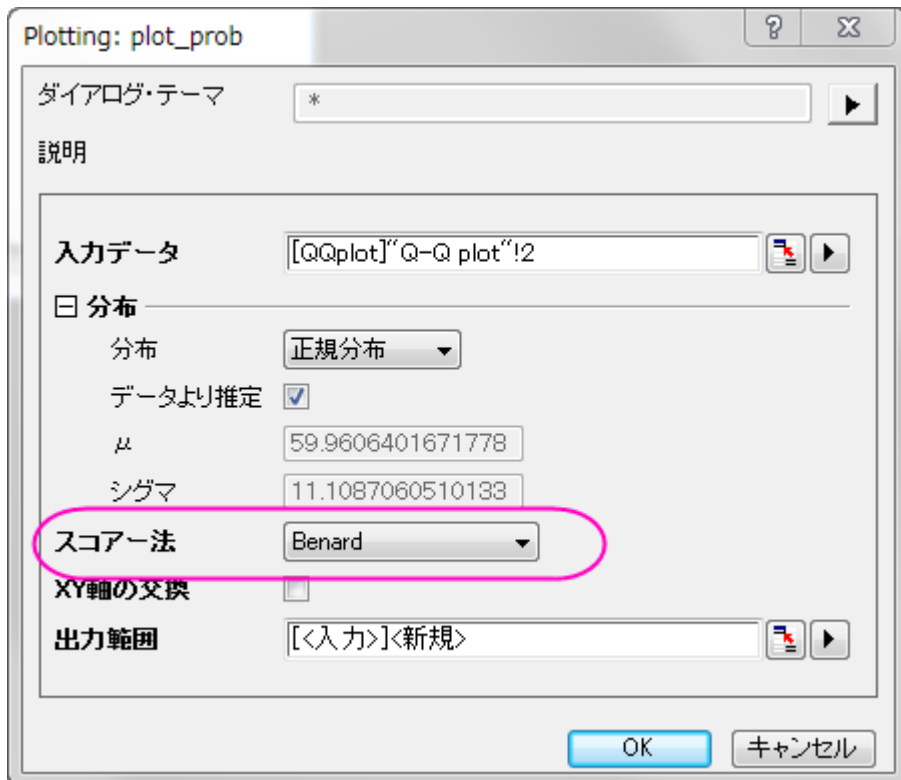 Plotting: plot_prob
ダイアログ・テーマ *
説明
入力データ [QQplot]"Q-Q plot"!2
分布
分布 正規分布
データより推定
μ 59.9606401671778
シグマ 11.1087060510133
スコアー法 Benard
XY軸の交換
出力範囲 [<入力>]<新規>
OK キャンセル